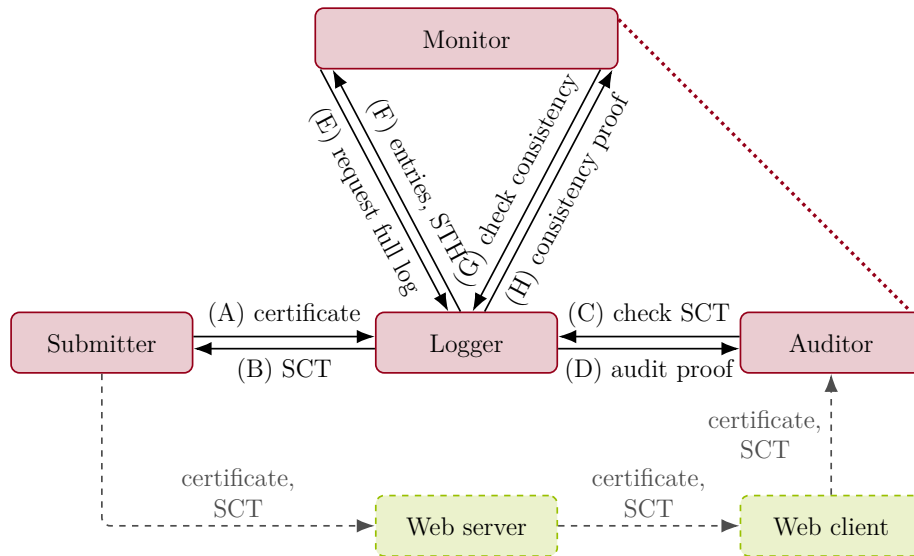 Monitor
(E) request full log
(F) entries, STH
(G) check consistency
(H) consistency proof
(A) certificate
(C) check SCT
Submitter
Logger
Auditor
(B) SCT
(D) audit proof
certificate,
SCT
certificate,
SCT
certificate,
SCT
Web server
Web client